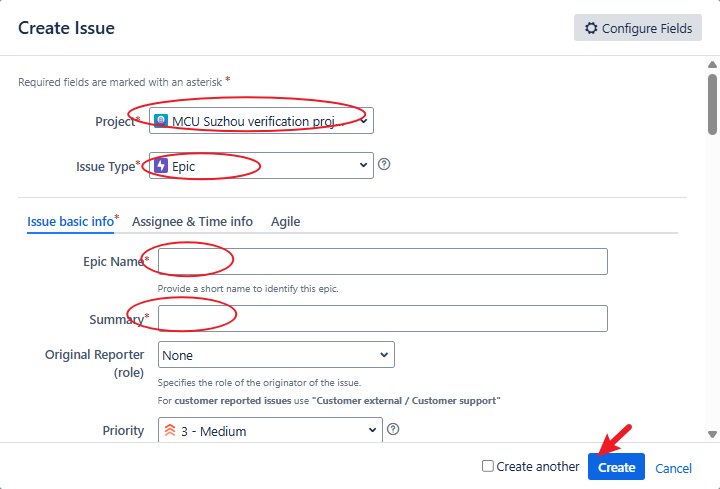 Create Issue
Configure Fields
Required fields are marked with an asterisk *
Project* MCU Suzhou verification proj...
Issue Type* Epic
Issue basic info* Assignee & Time info Agile
Epic Name*
Provide a short name to identify this epic.
Summary*
Original Reporter (role) None
Specifies the role of the originator of the issue.
For customer reported issues use "Customer external / Customer support"
Priority 3 - Medium
Create another Create Cancel